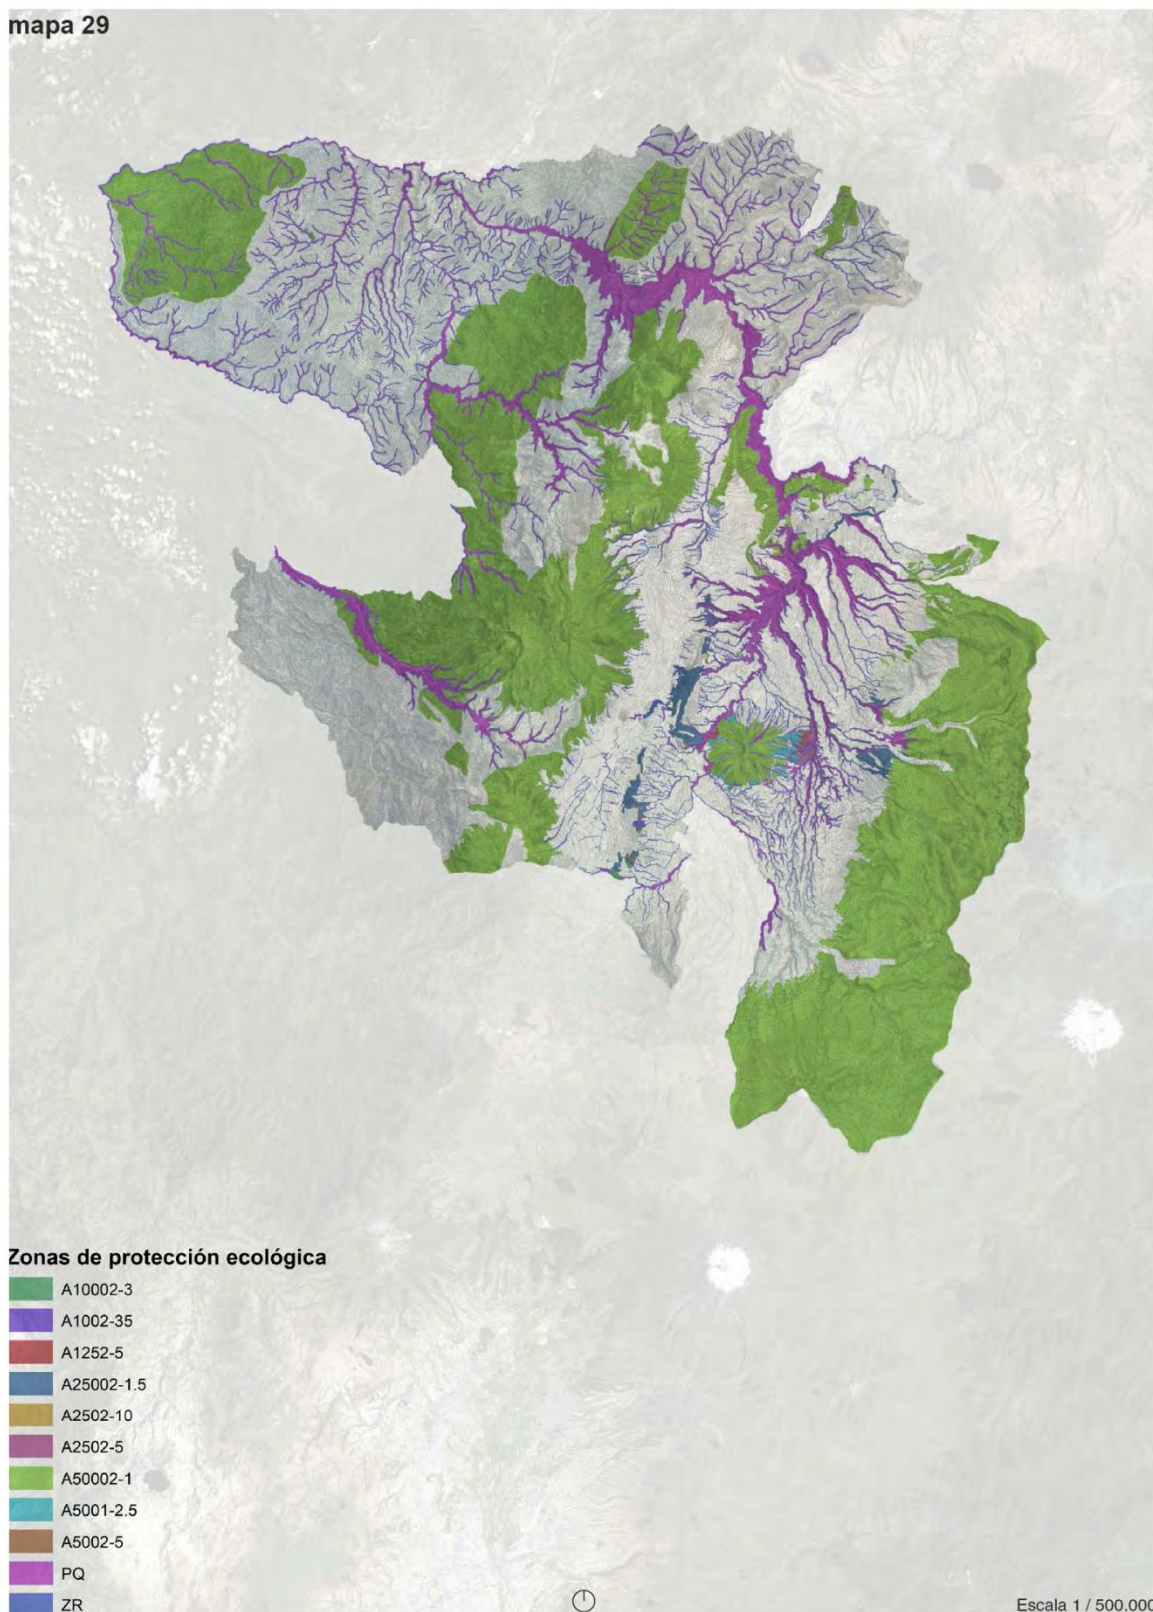 mapa 29
Zonas de protección ecológica
A10002-3
A1002-35
A1252-5
A25002-1.5
A2502-10
A2502-5
A50002-1
A5001-2.5
A5002-5
PQ
ZR
Escala 1 / 500.000